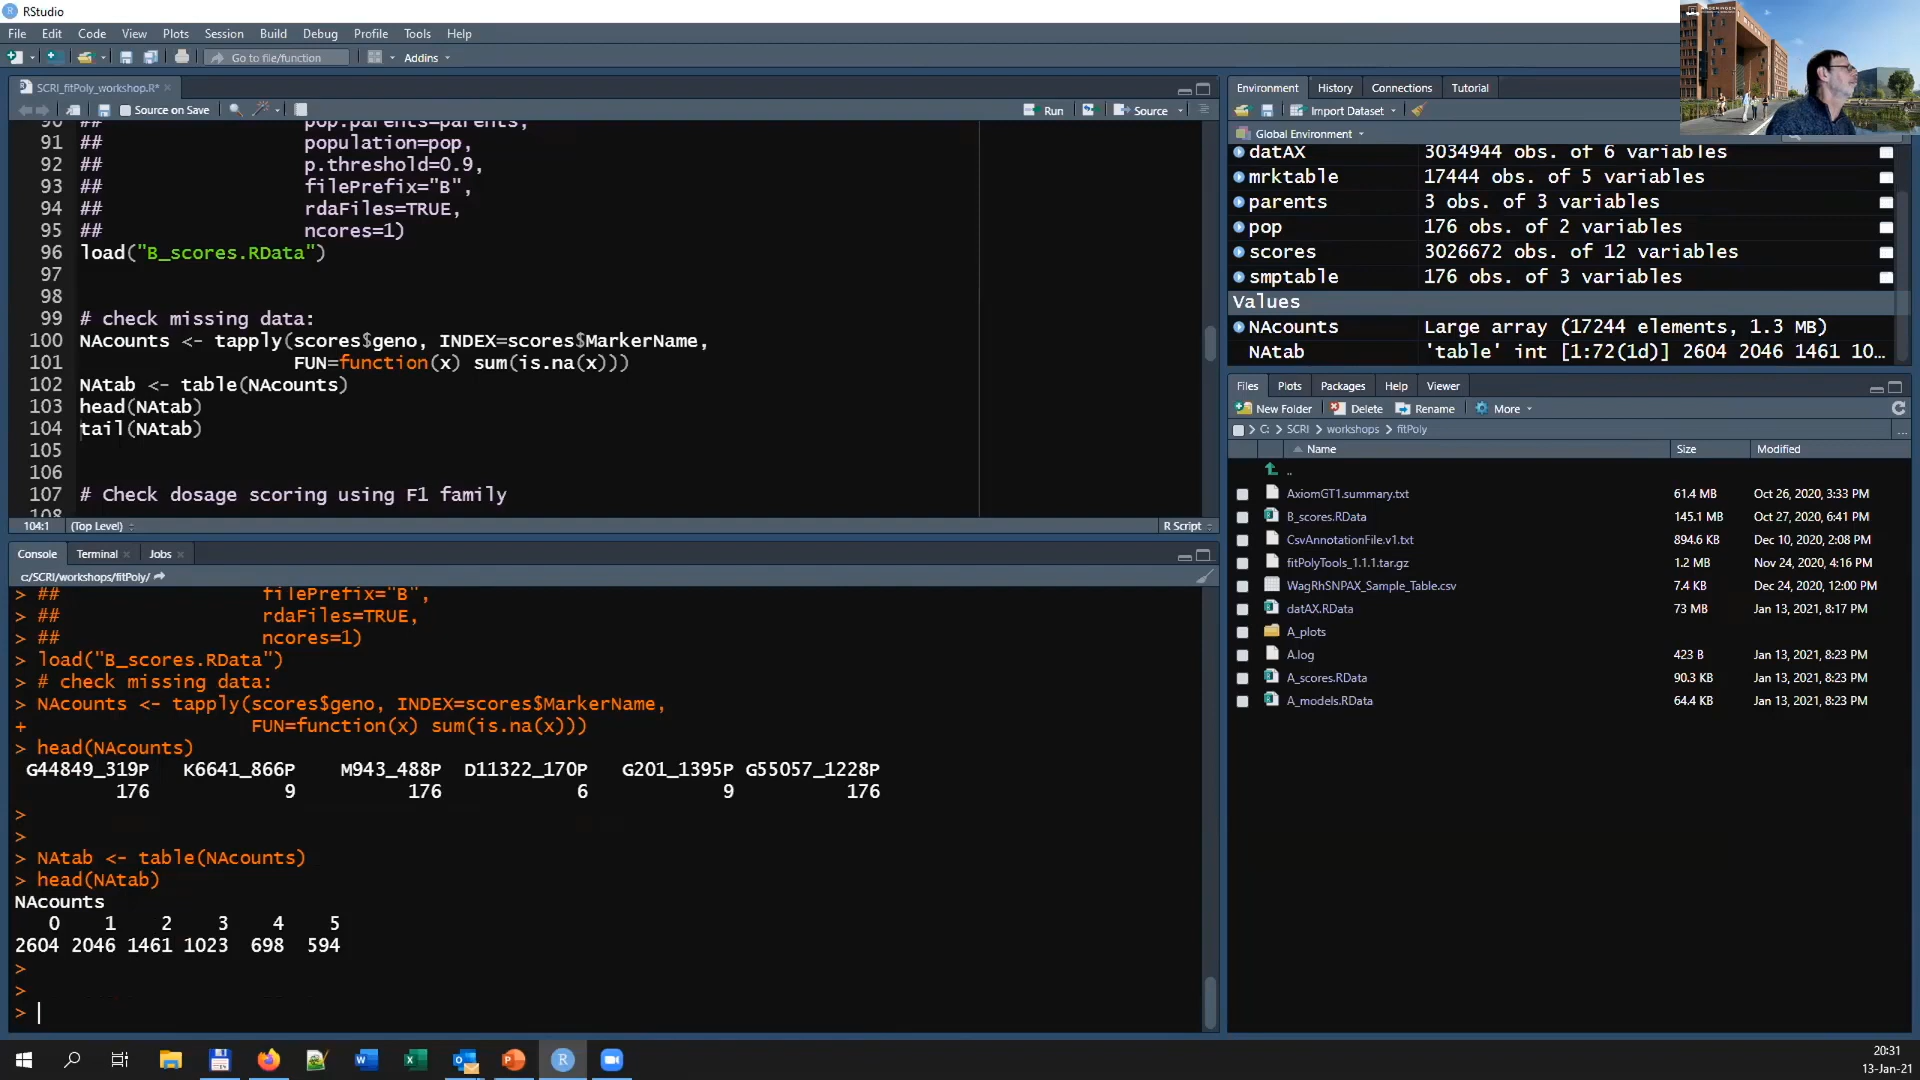 RStudio
File Edit Code View Plots Session Build Debug Profile Tools Help
Go to file/function Addins
SCRI_fitPoly_workshop.R*
Source on Save Run Source
90 ## pop.parents=parents,
91 ## population=pop,
92 ## p.threshold=0.9,
93 ## filePrefix="B",
94 ## rdaFiles=TRUE,
95 ## ncores=1)
96 load("B_scores.RData")
97
98
99 # check missing data:
100 NAcounts <- tapply(scores$geno, INDEX=scores$MarkerName,
101 FUN=function(x) sum(is.na(x)))
102 NAtab <- table(NAcounts)
103 head(NAtab)
104 tail(NAtab)
105
106
107 # Check dosage scoring using F1 family
108
104:1 (Top Level) R Script
Console Terminal Jobs
c:/SCRI/workshops/fitPoly/
> ## filePrefix="B",
> ## rdaFiles=TRUE,
> ## ncores=1)
> load("B_scores.RData")
> # check missing data:
> NAcounts <- tapply(scores$geno, INDEX=scores$MarkerName,
+ FUN=function(x) sum(is.na(x)))
> head(NAcounts)
G44849_319P K6641_866P M943_488P D11322_170P G201_1395P G55057_1228P
176 9 176 6 9 176
>
>
> NAtab <- table(NAcounts)
> head(NAtab)
NAcounts
0 1 2 3 4 5
2604 2046 1461 1023 698 594
>
>
>
Environment History Connections Tutorial
Import Dataset
Global Environment
datAX 3034944 obs. of 6 variables
mrktable 17444 obs. of 5 variables
parents 3 obs. of 3 variables
pop 176 obs. of 2 variables
scores 3026672 obs. of 12 variables
smptable 176 obs. of 3 variables
Values
NAcounts Large array (17244 elements, 1.3 MB)
NAtab 'table' int [1:72(1d)] 2604 2046 1461 10…
Files Plots Packages Help Viewer
New Folder Delete Rename More
C: > SCRI > workshops > fitPoly ...
Name Size Modified
..
AxiomGT1.summary.txt 61.4 MB Oct 26, 2020, 3:33 PM
B_scores.RData 145.1 MB Oct 27, 2020, 6:41 PM
CsvAnnotationFile.v1.txt 894.6 KB Dec 10, 2020, 2:08 PM
fitPolyTools_1.1.1.tar.gz 1.2 MB Nov 24, 2020, 4:16 PM
WagRhSNPAX_Sample_Table.csv 7.4 KB Dec 24, 2020, 12:00 PM
datAX.RData 73 MB Jan 13, 2021, 8:17 PM
A_plots
A.log 423 B Jan 13, 2021, 8:23 PM
A_scores.RData 90.3 KB Jan 13, 2021, 8:23 PM
A_models.RData 64.4 KB Jan 13, 2021, 8:23 PM
20:31
13-Jan-21